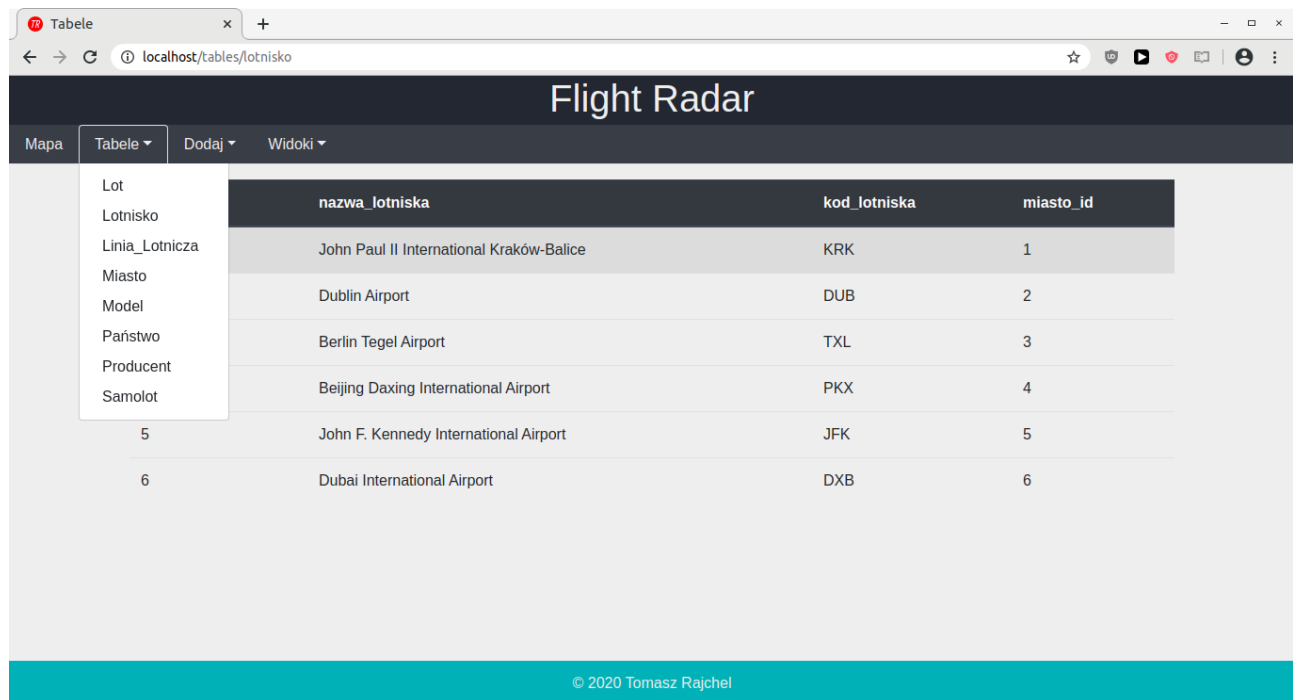 TR Tabele
localhost/tables/lotnisko
Flight Radar
Mapa Tabele Dodaj Widoki
Lot
Lotnisko
Linia_Lotnicza
Miasto
Model
Państwo
Producent
Samolot
nazwa_lotniska kod_lotniska miasto_id
John Paul II International Kraków-Balice KRK 1
Dublin Airport DUB 2
Berlin Tegel Airport TXL 3
Beijing Daxing International Airport PKX 4
5 John F. Kennedy International Airport JFK 5
6 Dubai International Airport DXB 6
© 2020 Tomasz Rajchel